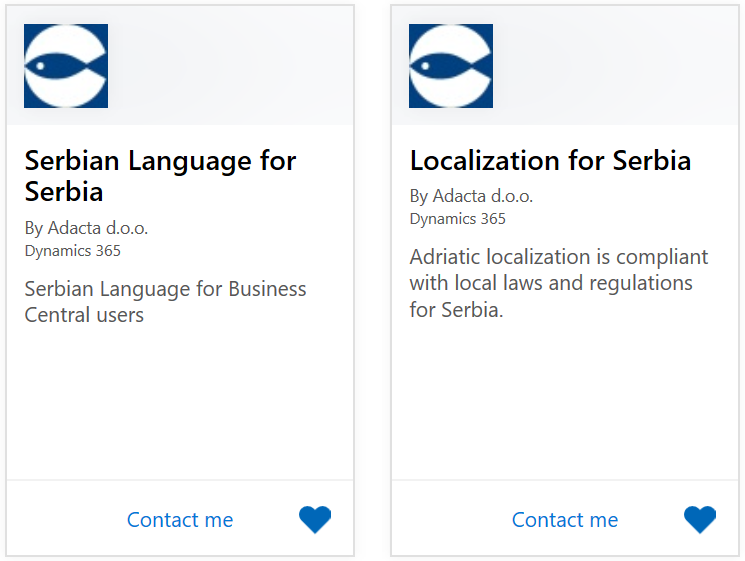 Serbian Language for
Serbia
By Adacta d.o.o.
Dynamics 365
Serbian Language for Business
Central users
Contact me
Localization for Serbia
By Adacta d.o.o.
Dynamics 365
Adriatic localization is compliant
with local laws and regulations
for Serbia.
Contact me